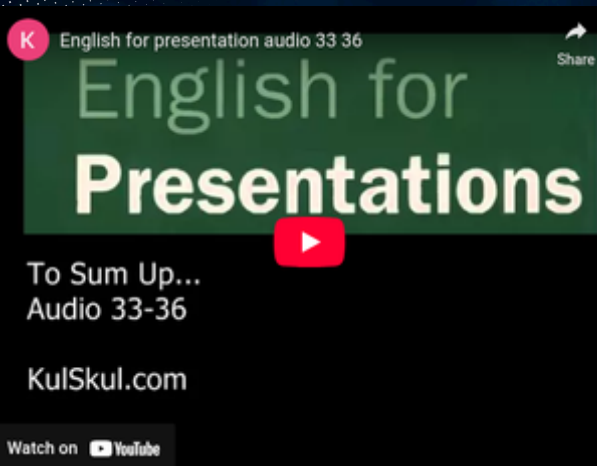 K
English for presentation audio 33 36
Share
English for
Presentations
To Sum Up...
Audio 33-36
KulSkul.com
Watch on YouTube